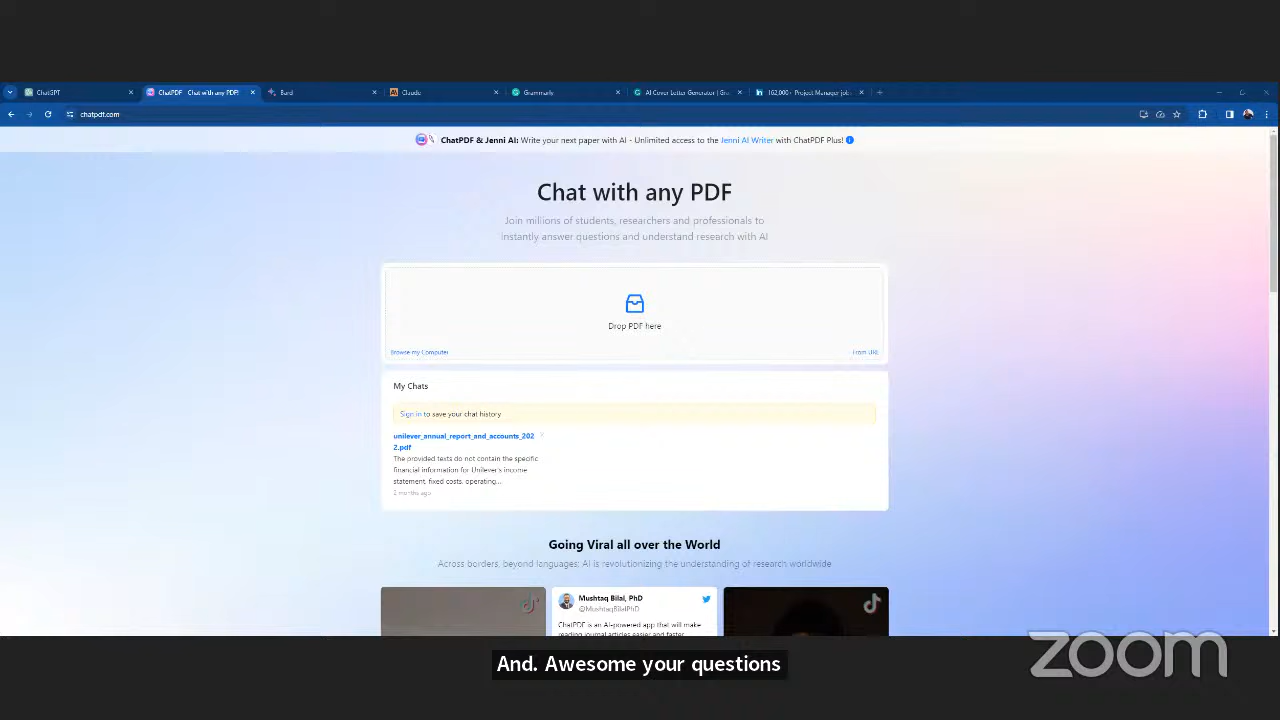 ChatGPT
ChatPDF - Chat with any PDF!
Bard
Claude
Grammarly
AI Cover Letter Generator | Gra
162,000+ Project Manager job
chatpdf.com
ChatPDF & Jenni AI: Write your next paper with AI - Unlimited access to the Jenni AI Writer with ChatPDF Plus!
Chat with any PDF
Join millions of students, researchers and professionals to
instantly answer questions and understand research with AI
Drop PDF here
Browse my Computer
From URL
My Chats
Sign in to save your chat history
unilever_annual_report_and_accounts_202
2.pdf
The provided texts do not contain the specific
financial information for Unilever's income
statement, fixed costs, operating...
2 months ago
Going Viral all over the World
Across borders, beyond languages: AI is revolutionizing the understanding of research worldwide
Mushtaq Bilal, PhD
@MushtaqBilalPhD
ChatPDF is an AI-powered app that will make
reading journal articles easier and faster.
And. Awesome your questions
zoom